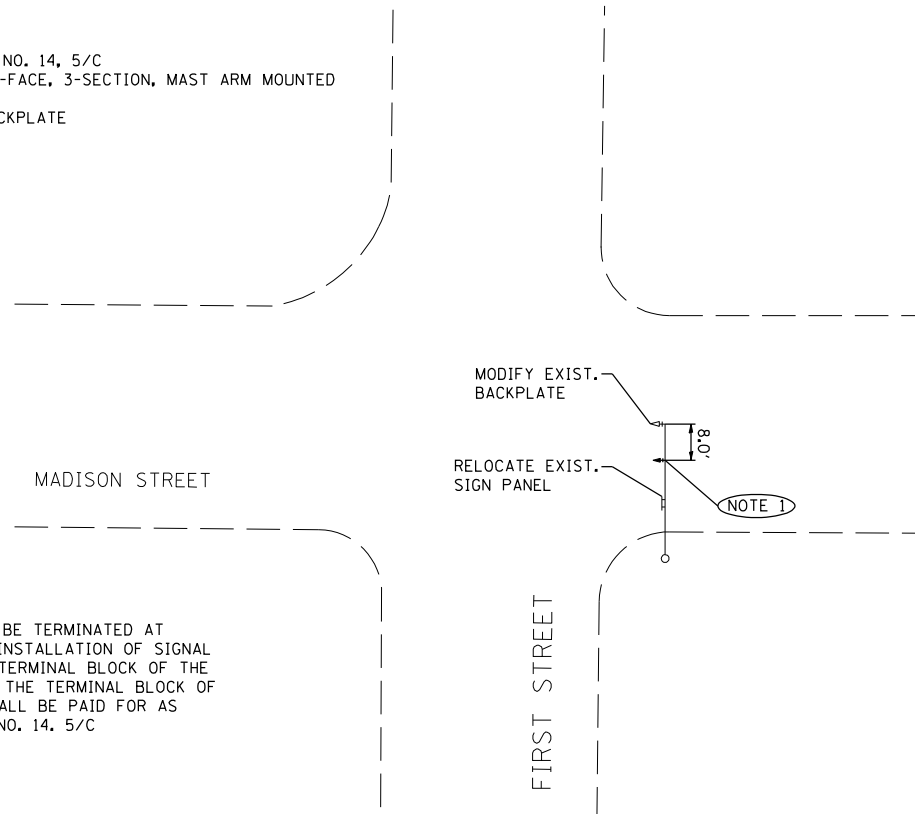 NO. 14, 5/C
-FACE, 3-SECTION, MAST ARM MOUNTED
CKPLATE
MODIFY EXIST.
BACKPLATE
8.0'
RELOCATE EXIST.
SIGN PANEL
NOTE 1
MADISON STREET
FIRST STREET
BE TERMINATED AT
INSTALLATION OF SIGNAL
TERMINAL BLOCK OF THE
THE TERMINAL BLOCK OF
ALL BE PAID FOR AS
NO. 14. 5/C